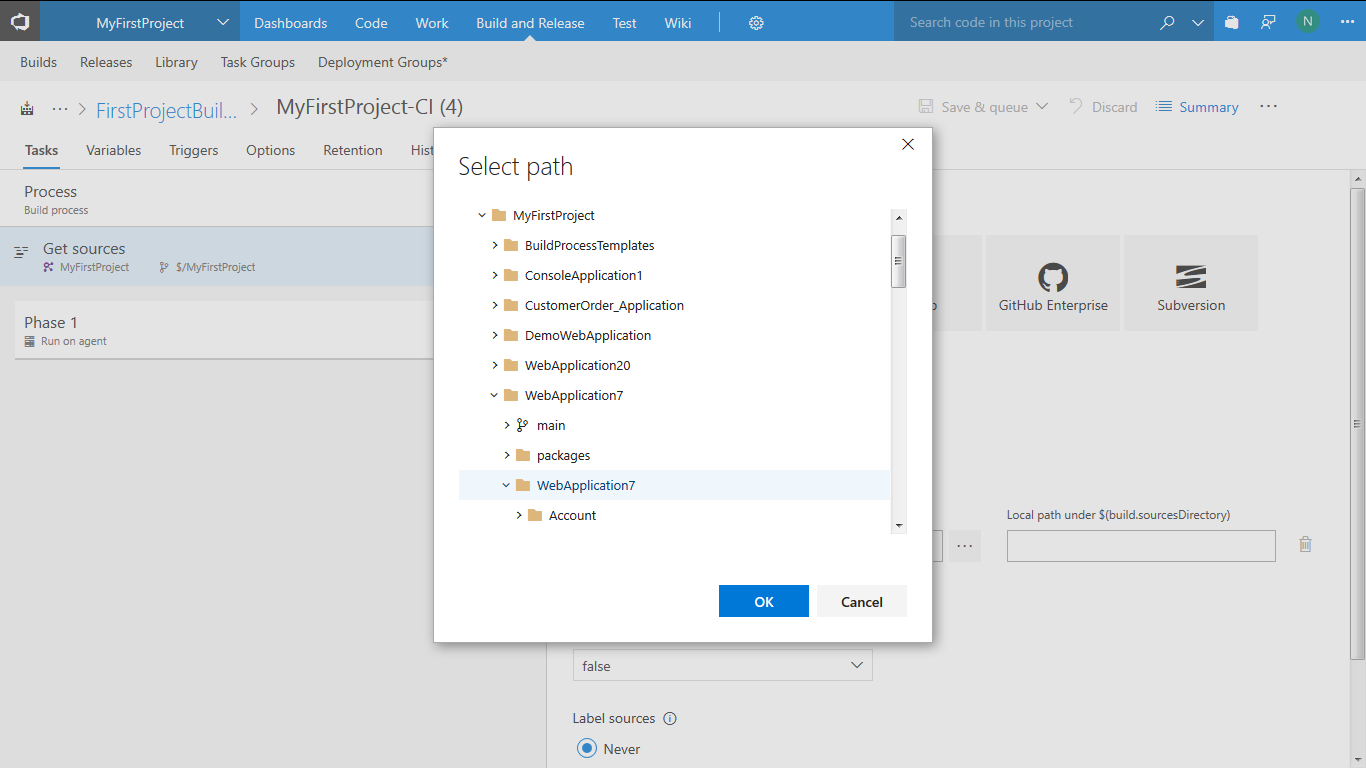 MyFirstProject Dashboards Code Work Build and Release Test Wiki Search code in this project N
Builds Releases Library Task Groups Deployment Groups*
... FirstProjectBuil... MyFirstProject-CI (4) Save & queue Discard Summary ...
Tasks Variables Triggers Options Retention Hist
Process
Build process
Get sources
MyFirstProject $/MyFirstProject
Phase 1
Run on agent
Select path
MyFirstProject
BuildProcessTemplates
ConsoleApplication1
CustomerOrder_Application
DemoWebApplication
WebApplication20
WebApplication7
main
packages
WebApplication7
Account
OK Cancel
GitHub Enterprise Subversion
Local path under $(build.sourcesDirectory)
...
false
Label sources
Never